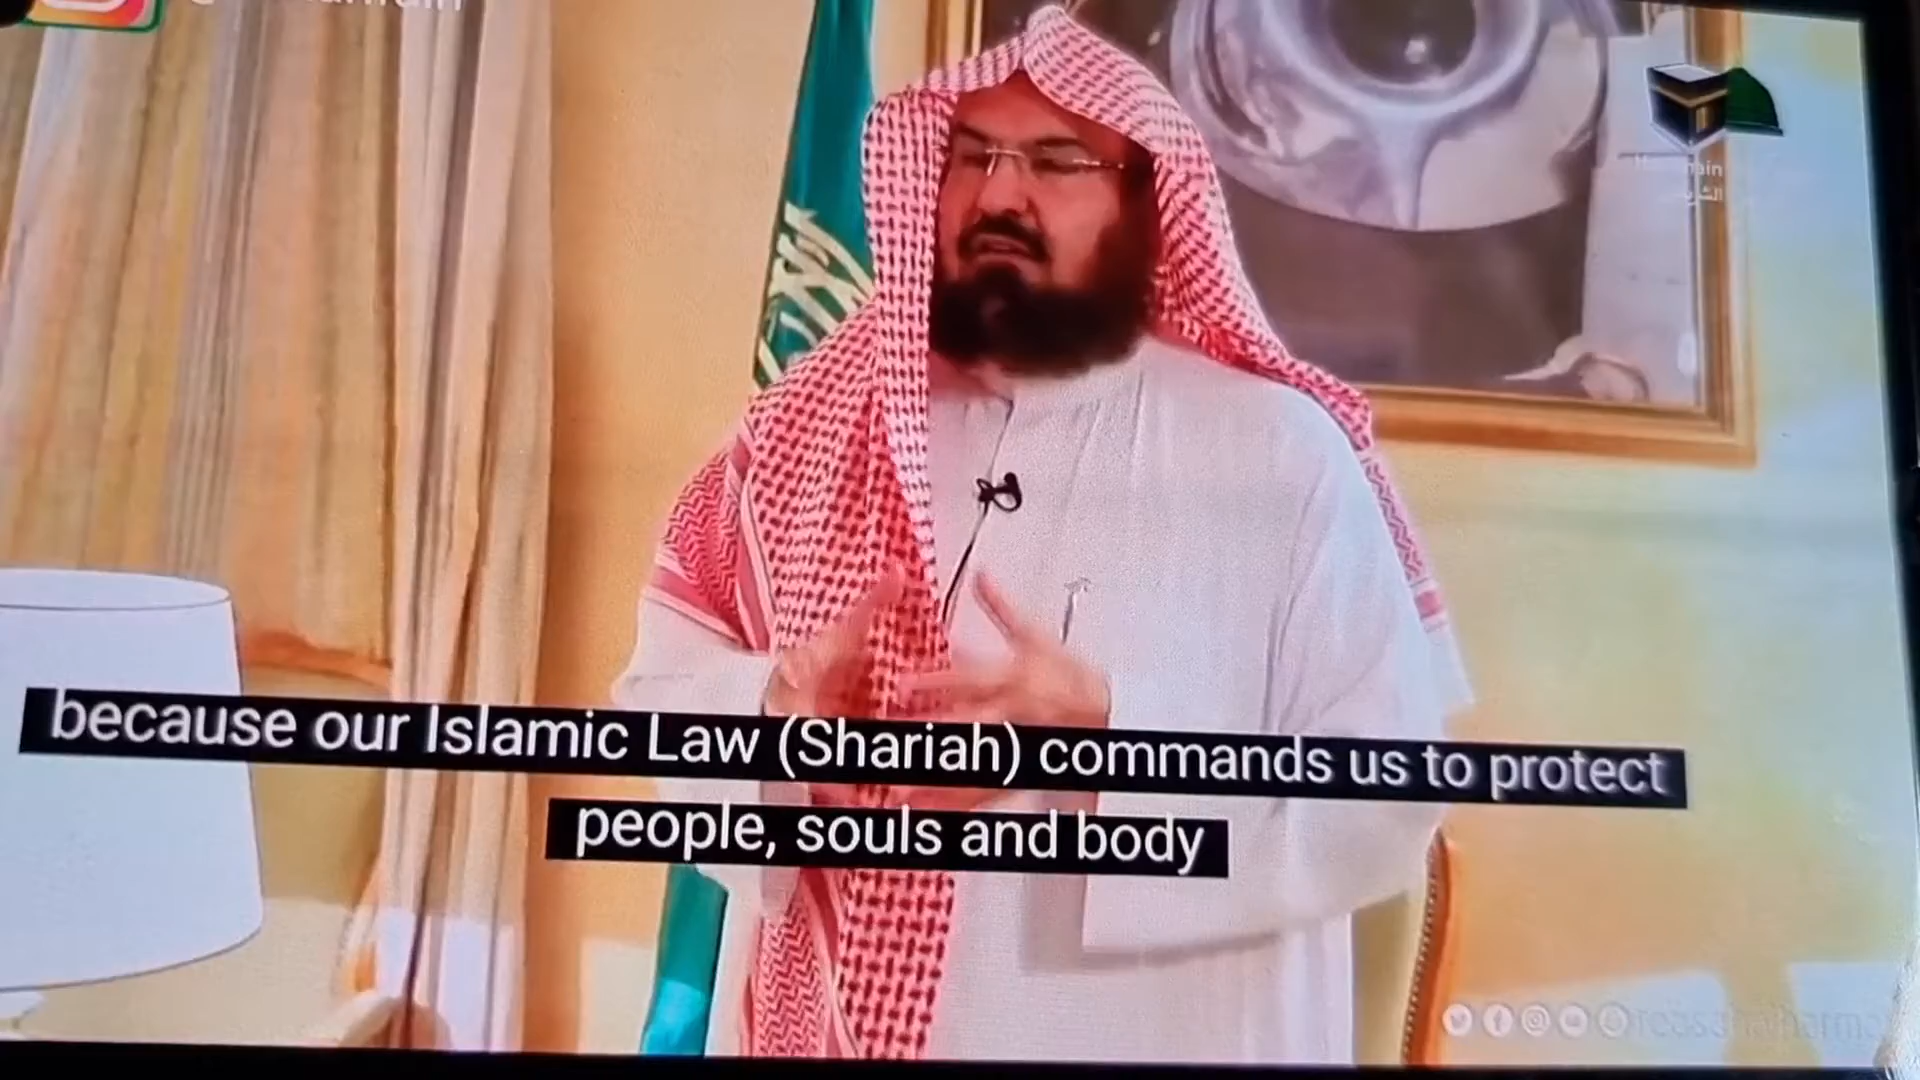 because our Islamic Law (Shariah) commands us to protect
people, souls and body